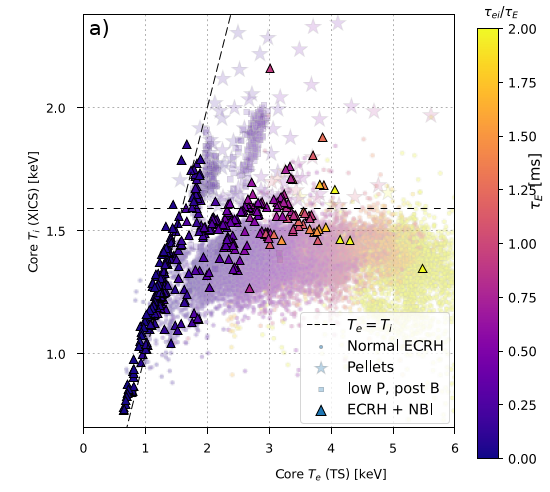 a)
τ_ei/τ_E
2.00
1.75
1.50
1.25
1.00
0.75
0.50
0.25
0.00
τ_E [ms]
Core T_i (XICS) [keV]
2.0
1.5
1.0
T_e = T_i
Normal ECRH
Pellets
low P, post B
ECRH + NBI
0 1 2 3 4 5 6
Core T_e (TS) [keV]